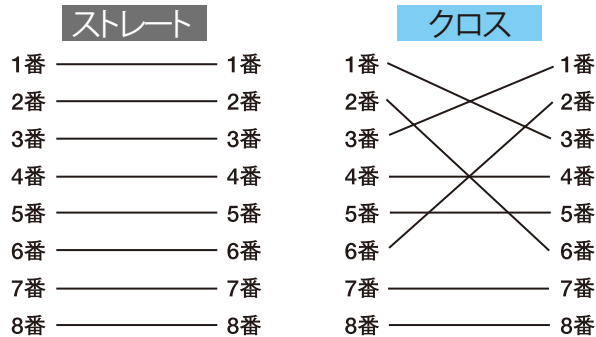 ストレート
1番 1番
2番 2番
3番 3番
4番 4番
5番 5番
6番 6番
7番 7番
8番 8番
クロス
1番 1番
2番 2番
3番 3番
4番 4番
5番 5番
6番 6番
7番 7番
8番 8番